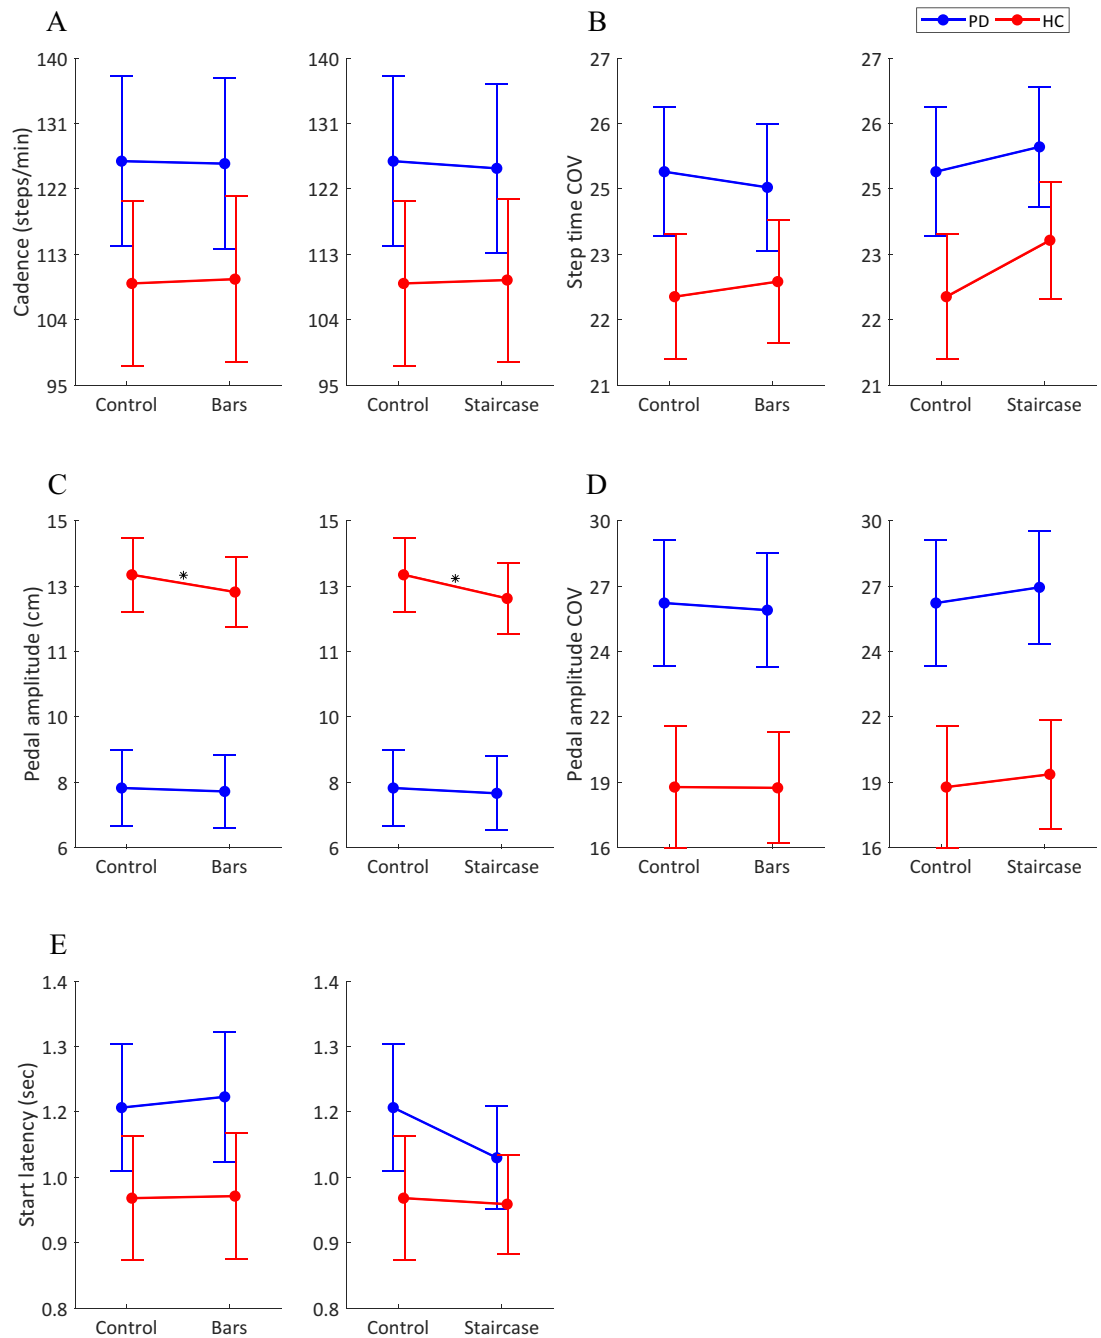 A
PD
HC
Cadence (steps/min)
140
131
122
113
104
95
Control
Bars
140
131
122
113
104
95
Control
Staircase
B
Step time COV
27
26
25
23
22
21
Control
Bars
27
26
25
23
22
21
Control
Staircase
C
Pedal amplitude (cm)
15
13
11
10
8
6
*
Control
Bars
15
13
11
10
8
6
*
Control
Staircase
D
Pedal amplitude COV
30
27
24
22
19
16
Control
Bars
30
27
24
22
19
16
Control
Staircase
E
Start latency (sec)
1.4
1.3
1.2
1.0
0.9
0.8
Control
Bars
1.4
1.3
1.2
1.0
0.9
0.8
Control
Staircase